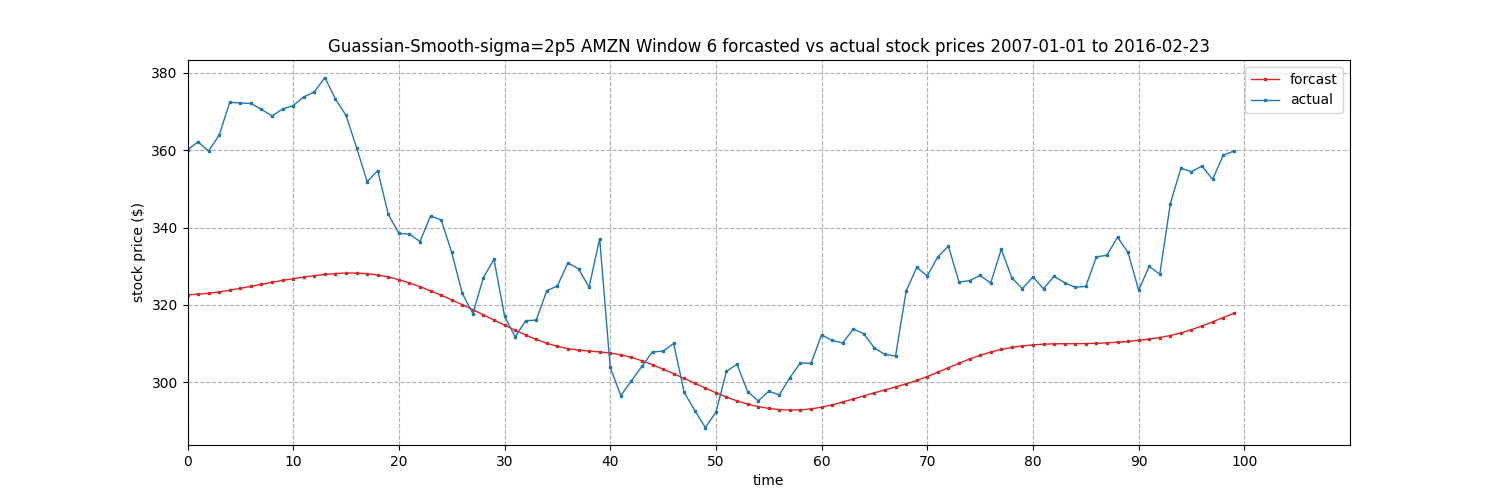 Guassian-Smooth-sigma=2p5 AMZN Window 6 forcasted vs actual stock prices 2007-01-01 to 2016-02-23
forcast
actual
stock price ($)
380
360
340
320
300
0 10 20 30 40 50 60 70 80 90 100
time